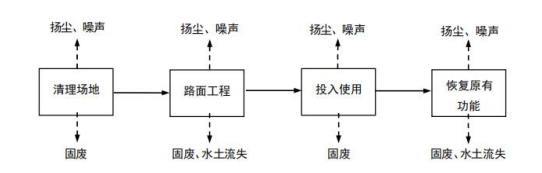 扬尘、噪声 扬尘、噪声 扬尘、噪声 扬尘、噪声
清理场地 路面工程 投入使用 恢复原有
功能
固废 固废、水土流失 固废 固废、水土流失